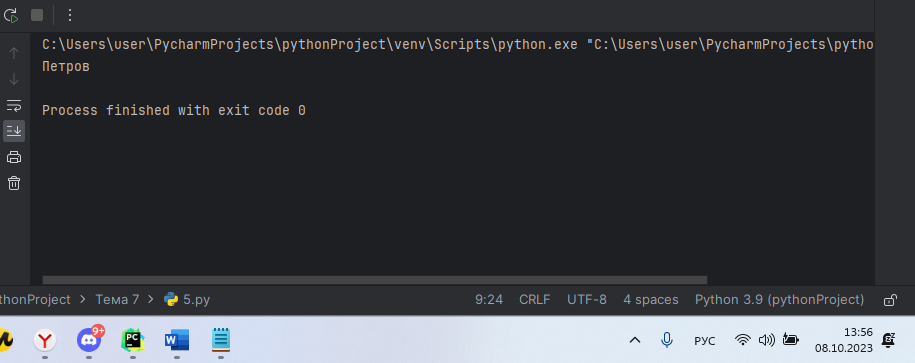 C:\Users\user\PycharmProjects\pythonProject\venv\Scripts\python.exe "C:\Users\user\PycharmProjects\pytho
Петров
Process finished with exit code 0
thonProject > Тема 7 > 5.py 9:24 CRLF UTF-8 4 spaces Python 3.9 (pythonProject)
Y 9+ PC W РУС 13:56
08.10.2023